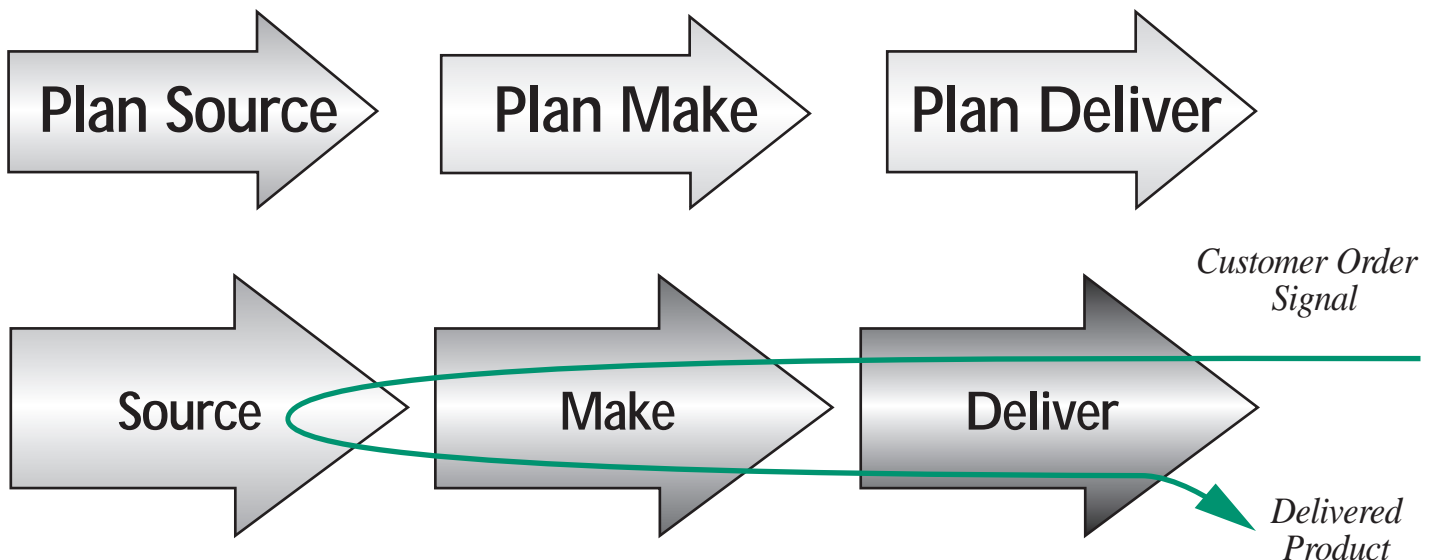 Plan Source
Plan Make
Plan Deliver
Customer Order
Signal
Source
Make
Deliver
Delivered
Product